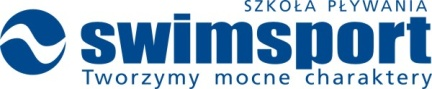 SZKOŁA PŁYWANIA
swimsport
Tworzymy mocne charaktery